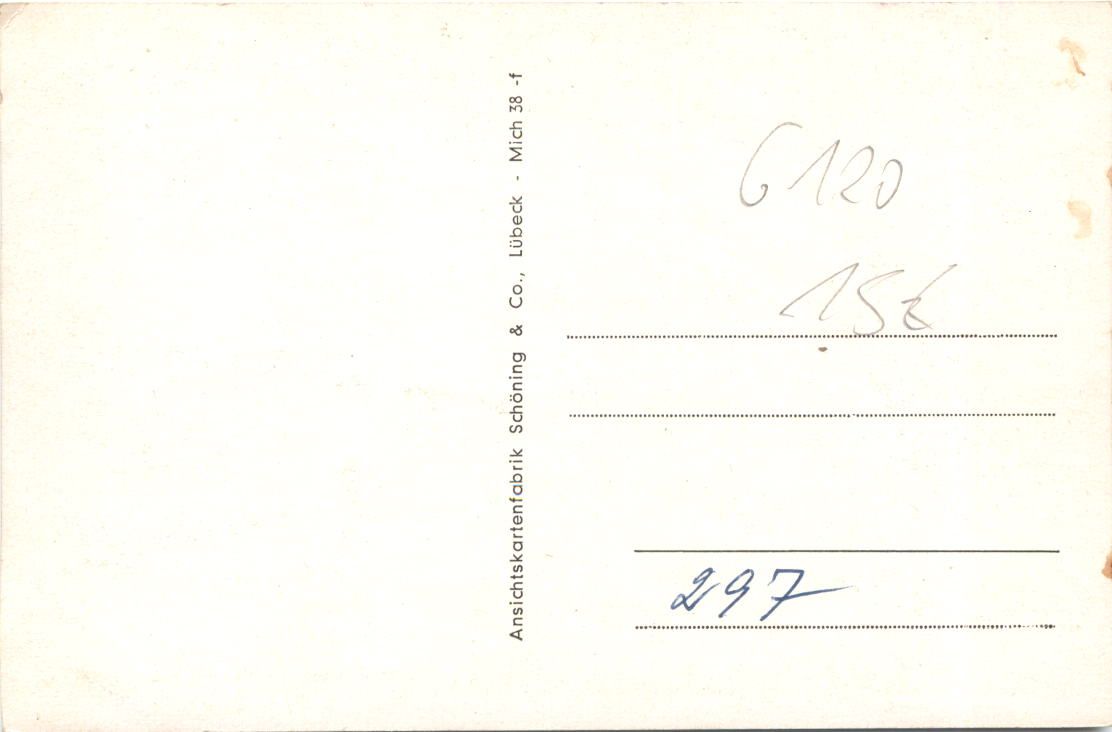 Ansichtskartenfabrik Schöning & Co., Lübeck - Mich 38 -f
6120
15€
297